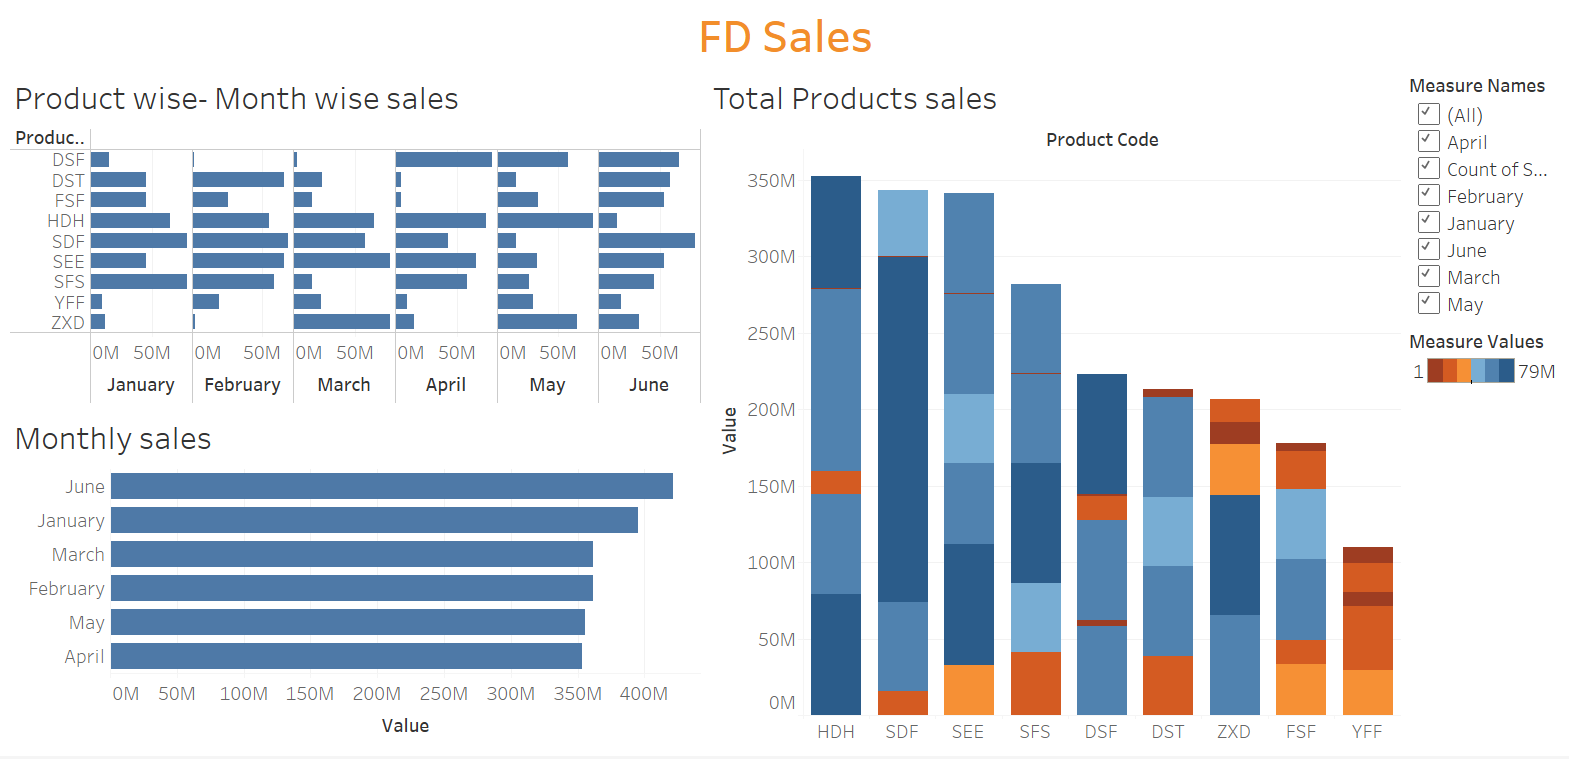 FD Sales
Product wise- Month wise sales
Produc..
DSF
DST
FSF
HDH
SDF
SEE
SFS
YFF
ZXD
0M 50M 0M 50M 0M 50M 0M 50M 0M 50M 0M 50M
January February March April May June
Monthly sales
June
January
March
February
May
April
0M 50M 100M 150M 200M 250M 300M 350M 400M
Value
Total Products sales
Product Code
350M
300M
250M
200M
150M
100M
50M
0M
Value
HDH SDF SEE SFS DSF DST ZXD FSF YFF
Measure Names
(All)
April
Count of S...
February
January
June
March
May
Measure Values
1 79M